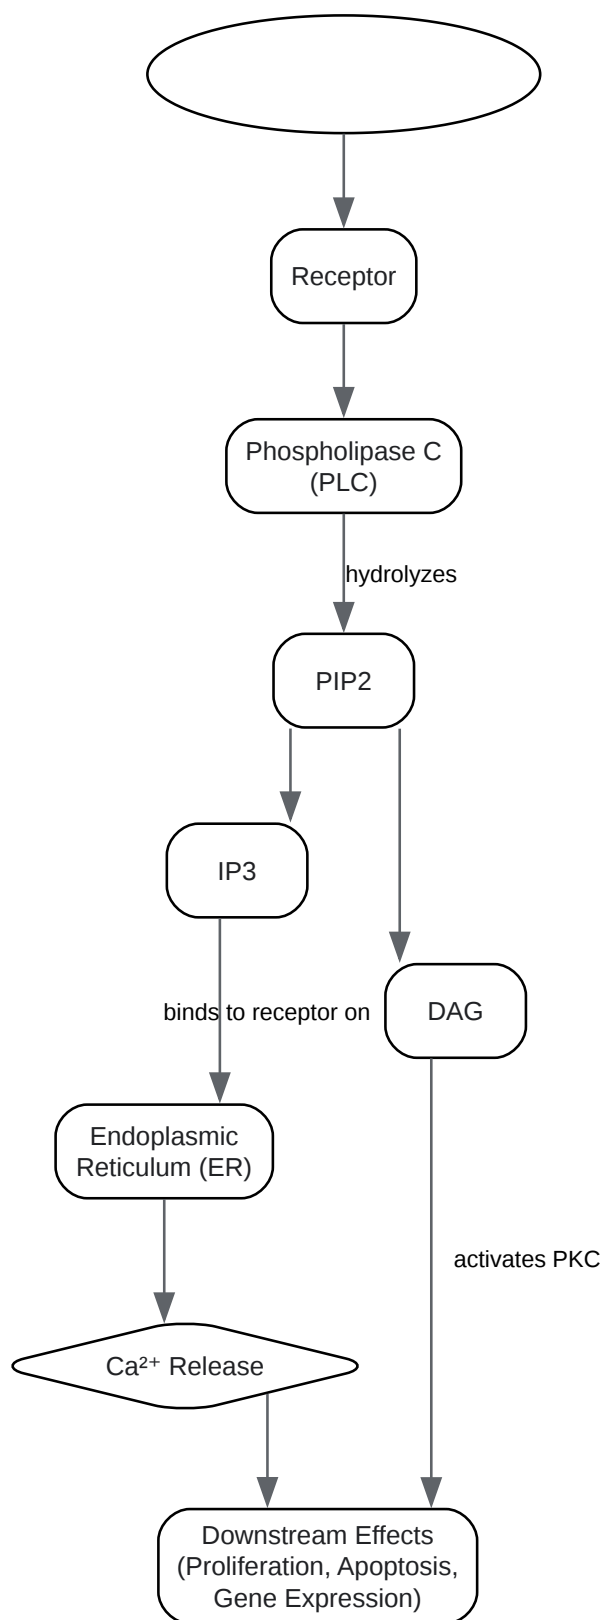 Receptor
Phospholipase C
(PLC)
hydrolyzes
PIP2
IP3
binds to receptor on
DAG
Endoplasmic
Reticulum (ER)
activates PKC
Ca²⁺ Release
Downstream Effects
(Proliferation, Apoptosis,
Gene Expression)